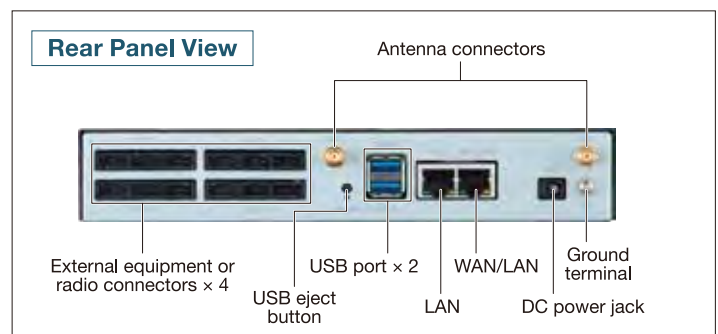 Rear Panel View
Antenna connectors
External equipment or
radio connectors × 4
USB eject
button
USB port × 2
LAN
WAN/LAN
DC power jack
Ground
terminal